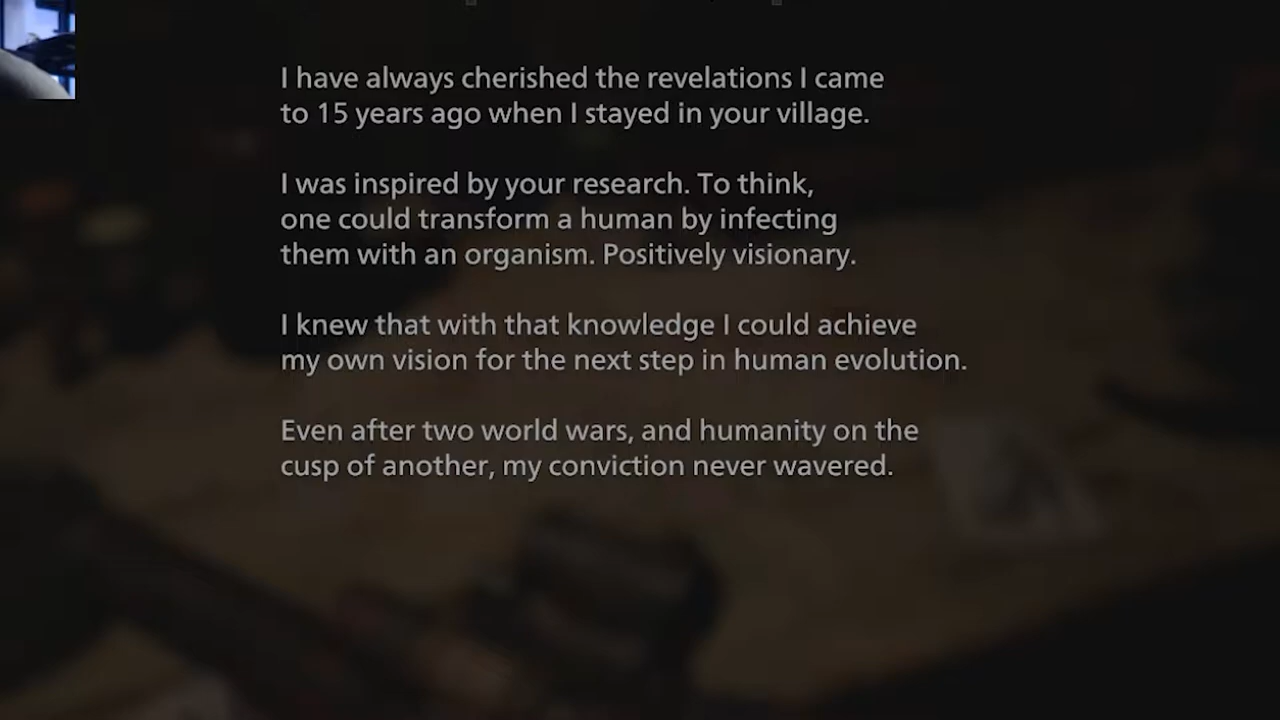 I have always cherished the revelations I came
to 15 years ago when I stayed in your village.
I was inspired by your research. To think,
one could transform a human by infecting
them with an organism. Positively visionary.
I knew that with that knowledge I could achieve
my own vision for the next step in human evolution.
Even after two world wars, and humanity on the
cusp of another, my conviction never wavered.